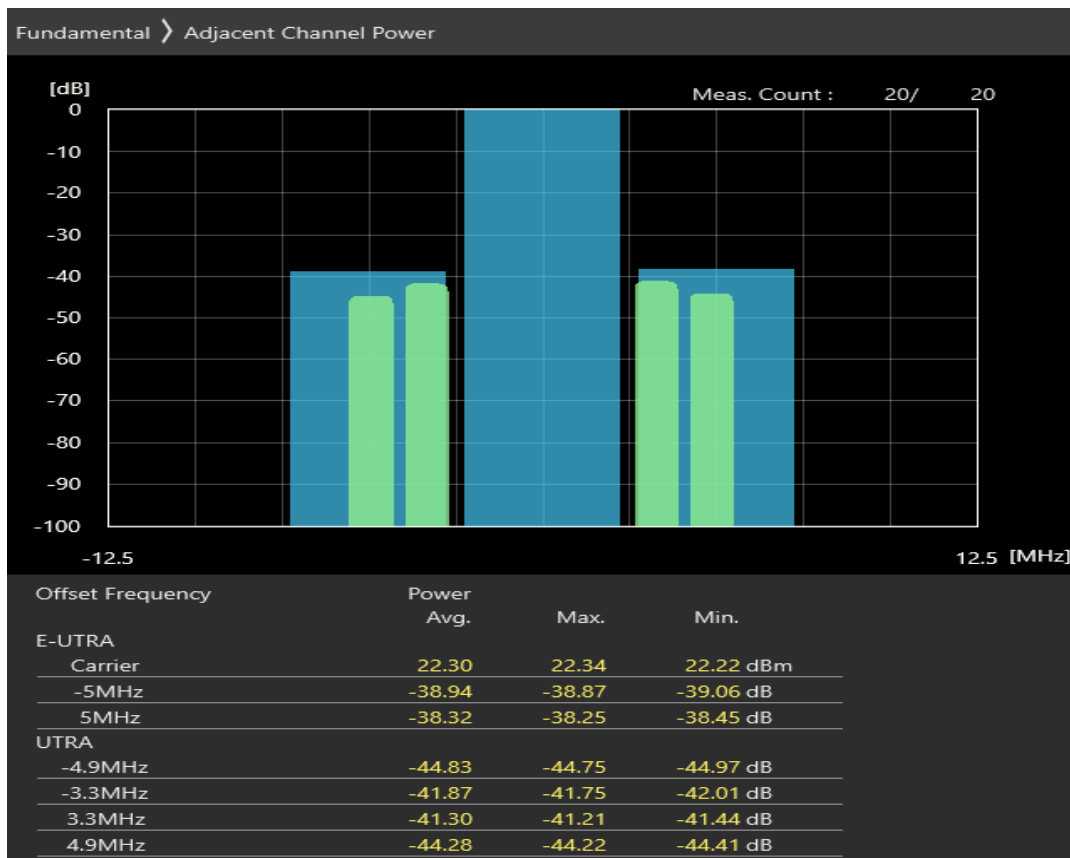 Fundamental 〉 Adjacent Channel Power
[dB]
Meas. Count : 20/ 20
0
-10
-20
-30
-40
-50
-60
-70
-80
-90
-100
-12.5 12.5 [MHz]
Offset Frequency Power
Avg. Max. Min.
E-UTRA
Carrier 22.30 22.34 22.22 dBm
-5MHz -38.94 -38.87 -39.06 dB
5MHz -38.32 -38.25 -38.45 dB
UTRA
-4.9MHz -44.83 -44.75 -44.97 dB
-3.3MHz -41.87 -41.75 -42.01 dB
3.3MHz -41.30 -41.21 -41.44 dB
4.9MHz -44.28 -44.22 -44.41 dB